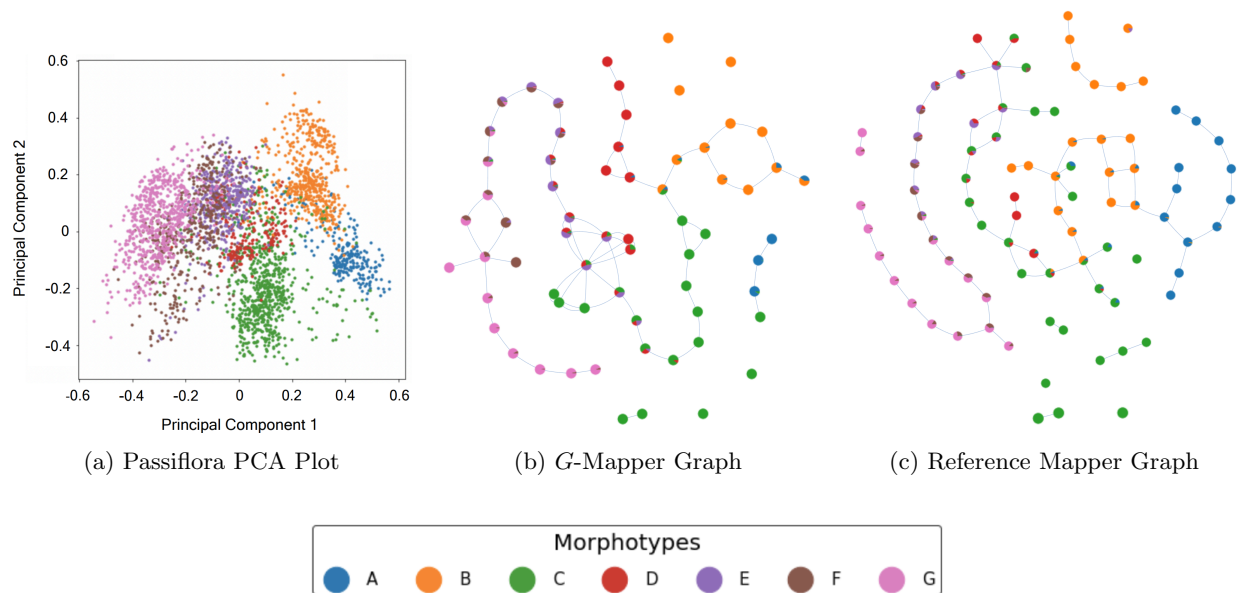 0.6
0.4
0.2
0
-0.2
-0.4
Principal Component 2
-0.6 -0.4 -0.2 0 0.2 0.4 0.6
Principal Component 1
(a) Passiflora PCA Plot
(b) G-Mapper Graph
(c) Reference Mapper Graph
Morphotypes
A B C D E F G